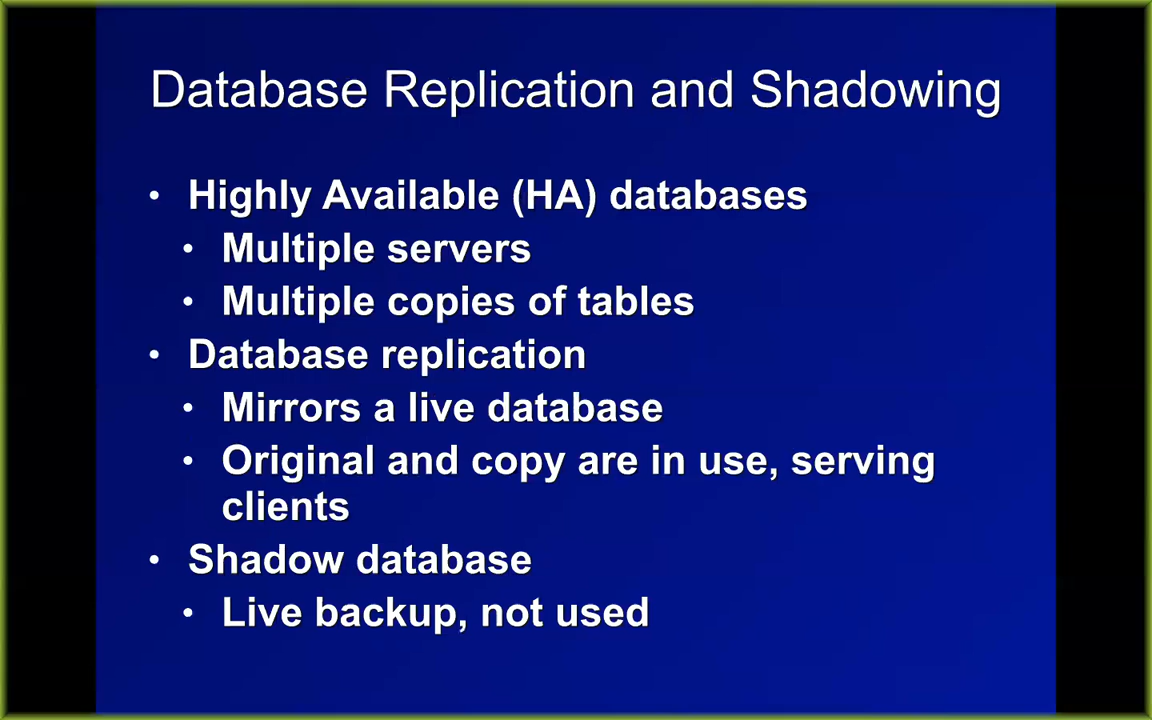 Database Replication and Shadowing
• Highly Available (HA) databases
• Multiple servers
• Multiple copies of tables
• Database replication
• Mirrors a live database
• Original and copy are in use, serving
clients
• Shadow database
• Live backup, not used